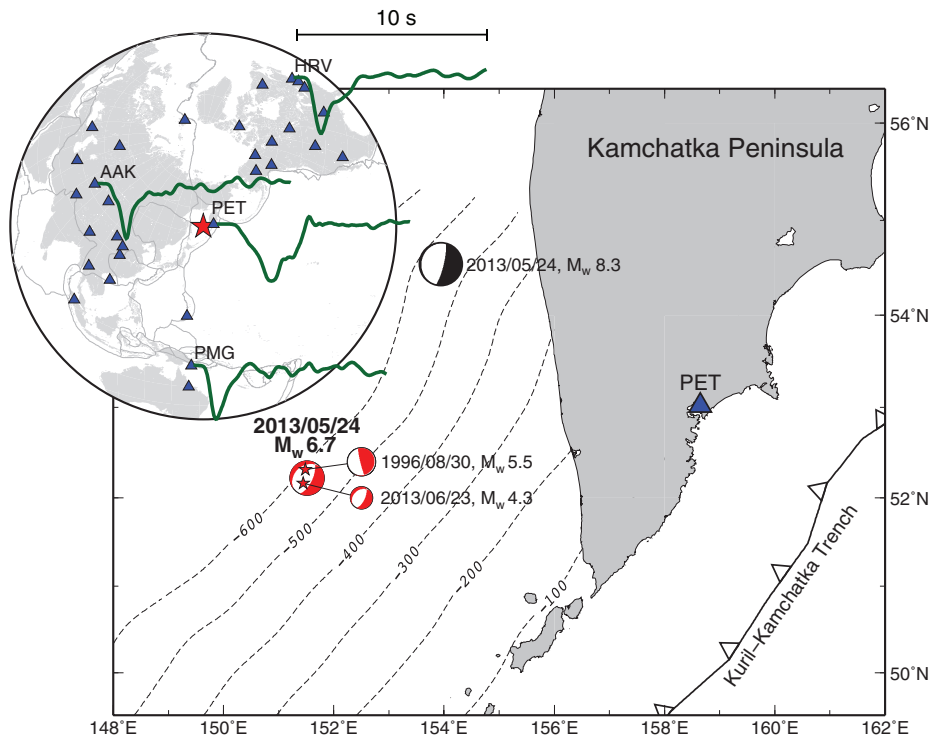 10 s
HRV
AAK
PET
PMG
Kamchatka Peninsula
2013/05/24, Mw 8.3
PET
2013/05/24
Mw 6.7
1996/08/30, Mw 5.5
2013/06/23, Mw 4.3
-600
-500
-400
-300
-200
-100
Kuril-Kamchatka Trench
56˚N
54˚N
52˚N
50˚N
148˚E
150˚E
152˚E
154˚E
156˚E
158˚E
160˚E
162˚E